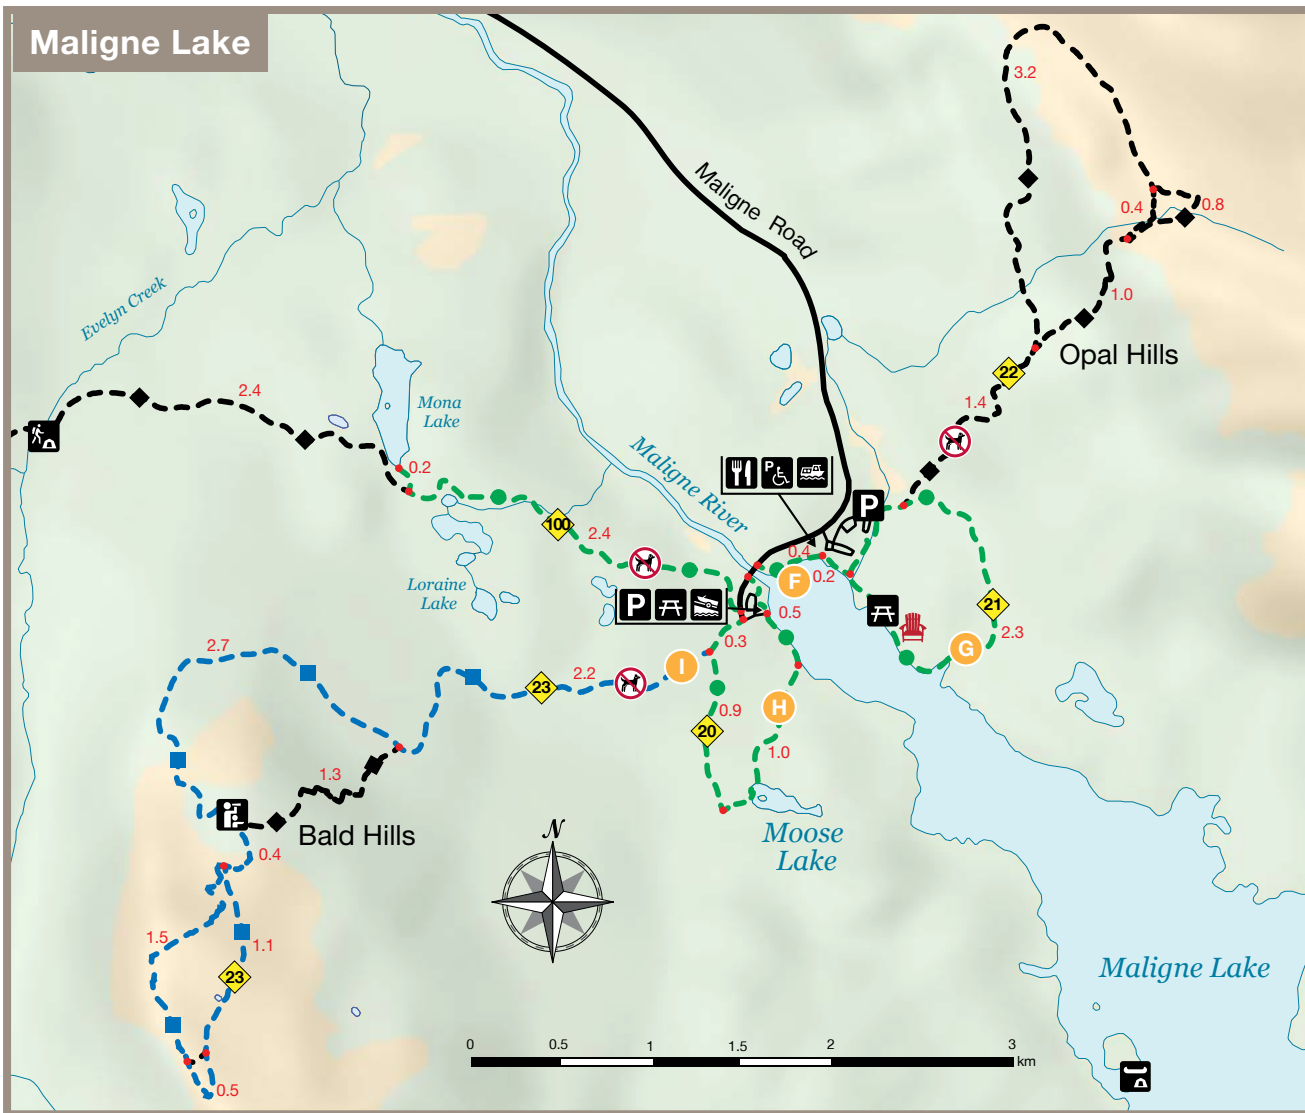 Maligne Lake
3.2
Maligne Road
0.4
0.8
Evelyn Creek
1.0
Opal Hills
22
2.4
Mona
Lake
1.4
0.2
Maligne River
P
P
100
2.4
0.4
0.2
F
Loraine
Lake
P
0.5
21
2.3
G
0.3
2.7
I
2.2
23
H
0.9
20
1.0
1.3
Moose
Lake
Bald Hills
0.4
N
1.5
1.1
23
Maligne Lake
0
0.5
1
1.5
2
3
km
0.5